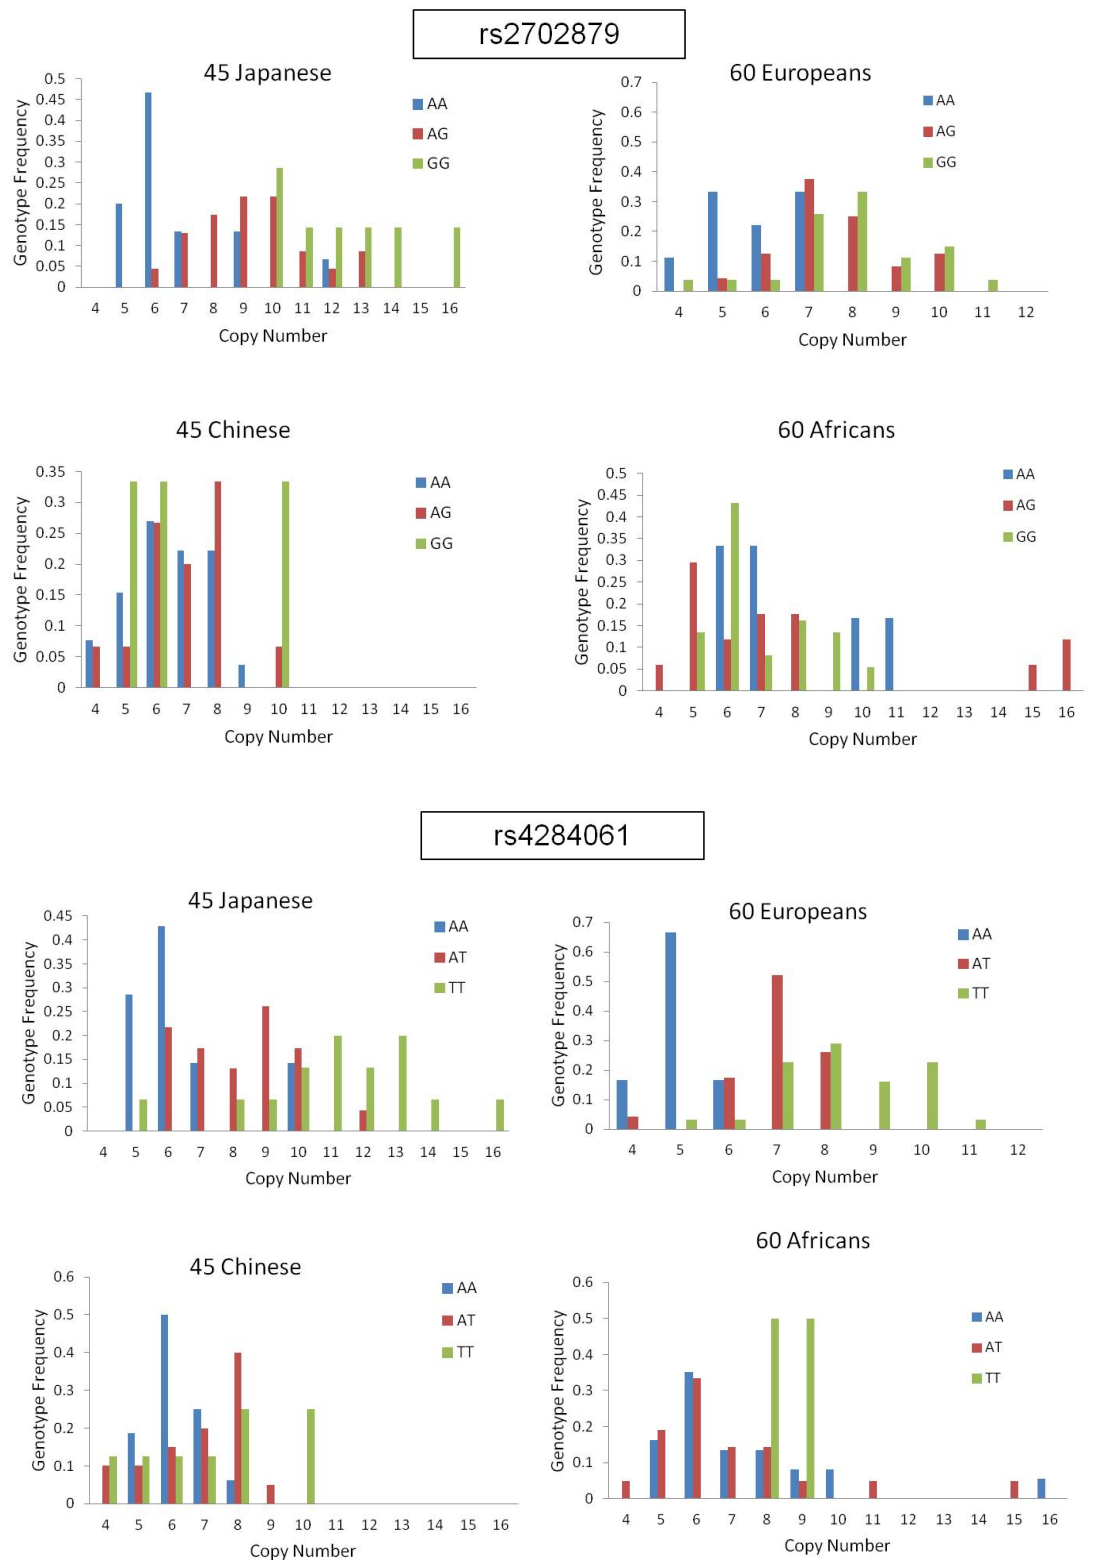 rs2702879
45 Japanese
Genotype Frequency
0.5
0.45
0.4
0.35
0.3
0.25
0.2
0.15
0.1
0.05
0
AA
AG
GG
4 5 6 7 8 9 10 11 12 13 14 15 16
Copy Number
60 Europeans
Genotype Frequency
0.7
0.6
0.5
0.4
0.3
0.2
0.1
0
AA
AG
GG
4 5 6 7 8 9 10 11 12
Copy Number
45 Chinese
Genotype Frequency
0.35
0.3
0.25
0.2
0.15
0.1
0.05
0
AA
AG
GG
4 5 6 7 8 9 10 11 12 13 14 15 16
Copy Number
60 Africans
Genotype Frequency
0.5
0.45
0.4
0.35
0.3
0.25
0.2
0.15
0.1
0.05
0
AA
AG
GG
4 5 6 7 8 9 10 11 12 13 14 15 16
Copy Number
rs4284061
45 Japanese
Genotype Frequency
0.45
0.4
0.35
0.3
0.25
0.2
0.15
0.1
0.05
0
AA
AT
TT
4 5 6 7 8 9 10 11 12 13 14 15 16
Copy Number
60 Europeans
Genotype Frequency
0.7
0.6
0.5
0.4
0.3
0.2
0.1
0
AA
AT
TT
4 5 6 7 8 9 10 11 12
Copy Number
45 Chinese
Genotype Frequency
0.6
0.5
0.4
0.3
0.2
0.1
0
AA
AT
TT
4 5 6 7 8 9 10 11 12 13 14 15 16
Copy Number
60 Africans
Genotype Frequency
0.6
0.5
0.4
0.3
0.2
0.1
0
AA
AT
TT
4 5 6 7 8 9 10 11 12 13 14 15 16
Copy Number